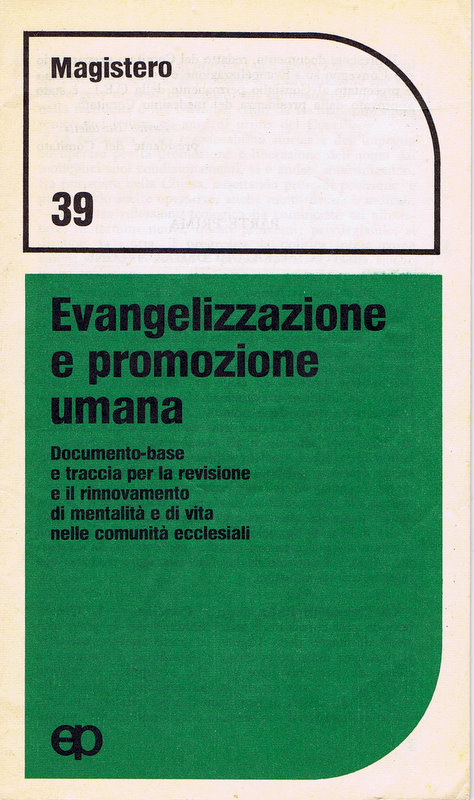 Magistero
39
Evangelizzazione
e promozione
umana
Documento-base
e traccia per la revisione
e il rinnovamento
di mentalità e di vita
nelle comunità ecclesiali
ep